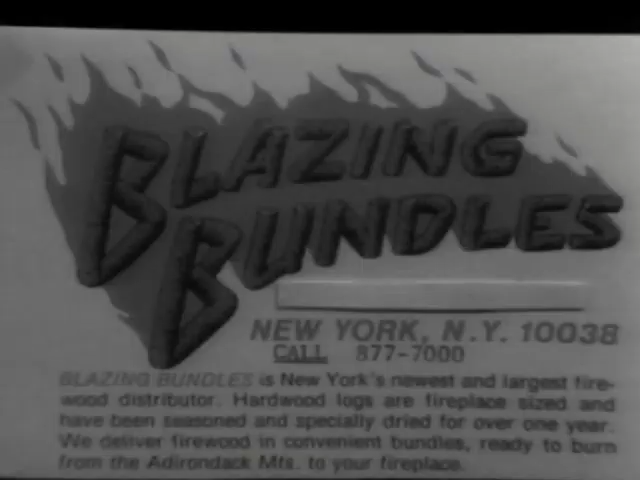 BLAZING
BUNDLES
NEW YORK, N.Y. 10038
CALL 877-7000
BLAZING BUNDLES is New York's newest and largest fire-
wood distributor. Hardwood logs are fireplace sized and
have been seasoned and specially dried for over one year.
We deliver firewood in convenient bundles, ready to burn
from the Adirondack Mts. to your fireplace.